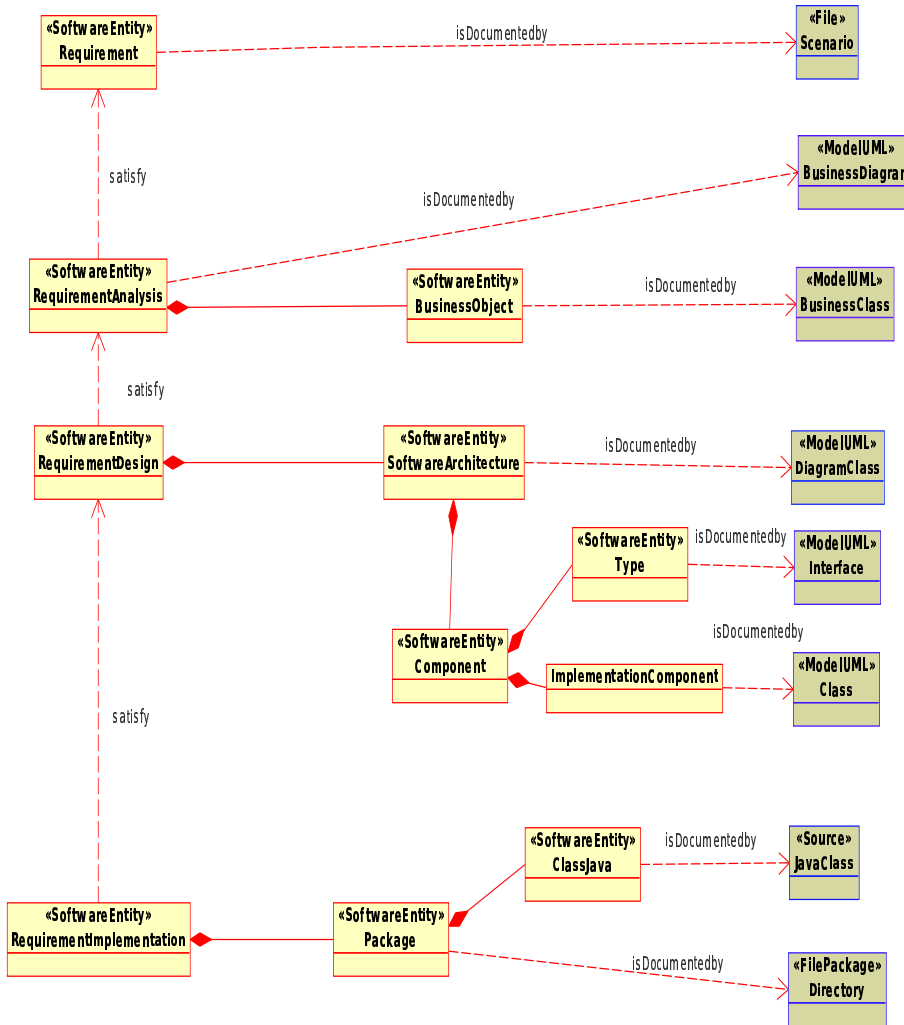 «SoftwareEntity»
Requirement
isDocumentedby
«File»
Scenario
satisfy
isDocumentedby
«ModelUML»
BusinessDiagram
«SoftwareEntity»
RequirementAnalysis
«SoftwareEntity»
BusinessObject
isDocumentedby
«ModelUML»
BusinessClass
satisfy
«SoftwareEntity»
RequirementDesign
«SoftwareEntity»
SoftwareArchitecture
isDocumentedby
«ModelUML»
DiagramClass
«SoftwareEntity»
Type
isDocumentedby
«ModelUML»
Interface
«SoftwareEntity»
Component
ImplementationComponent
isDocumentedby
«ModelUML»
Class
satisfy
«SoftwareEntity»
ClassJava
isDocumentedby
«Source»
JavaClass
«SoftwareEntity»
RequirementImplementation
«SoftwareEntity»
Package
isDocumentedby
«FilePackage»
Directory